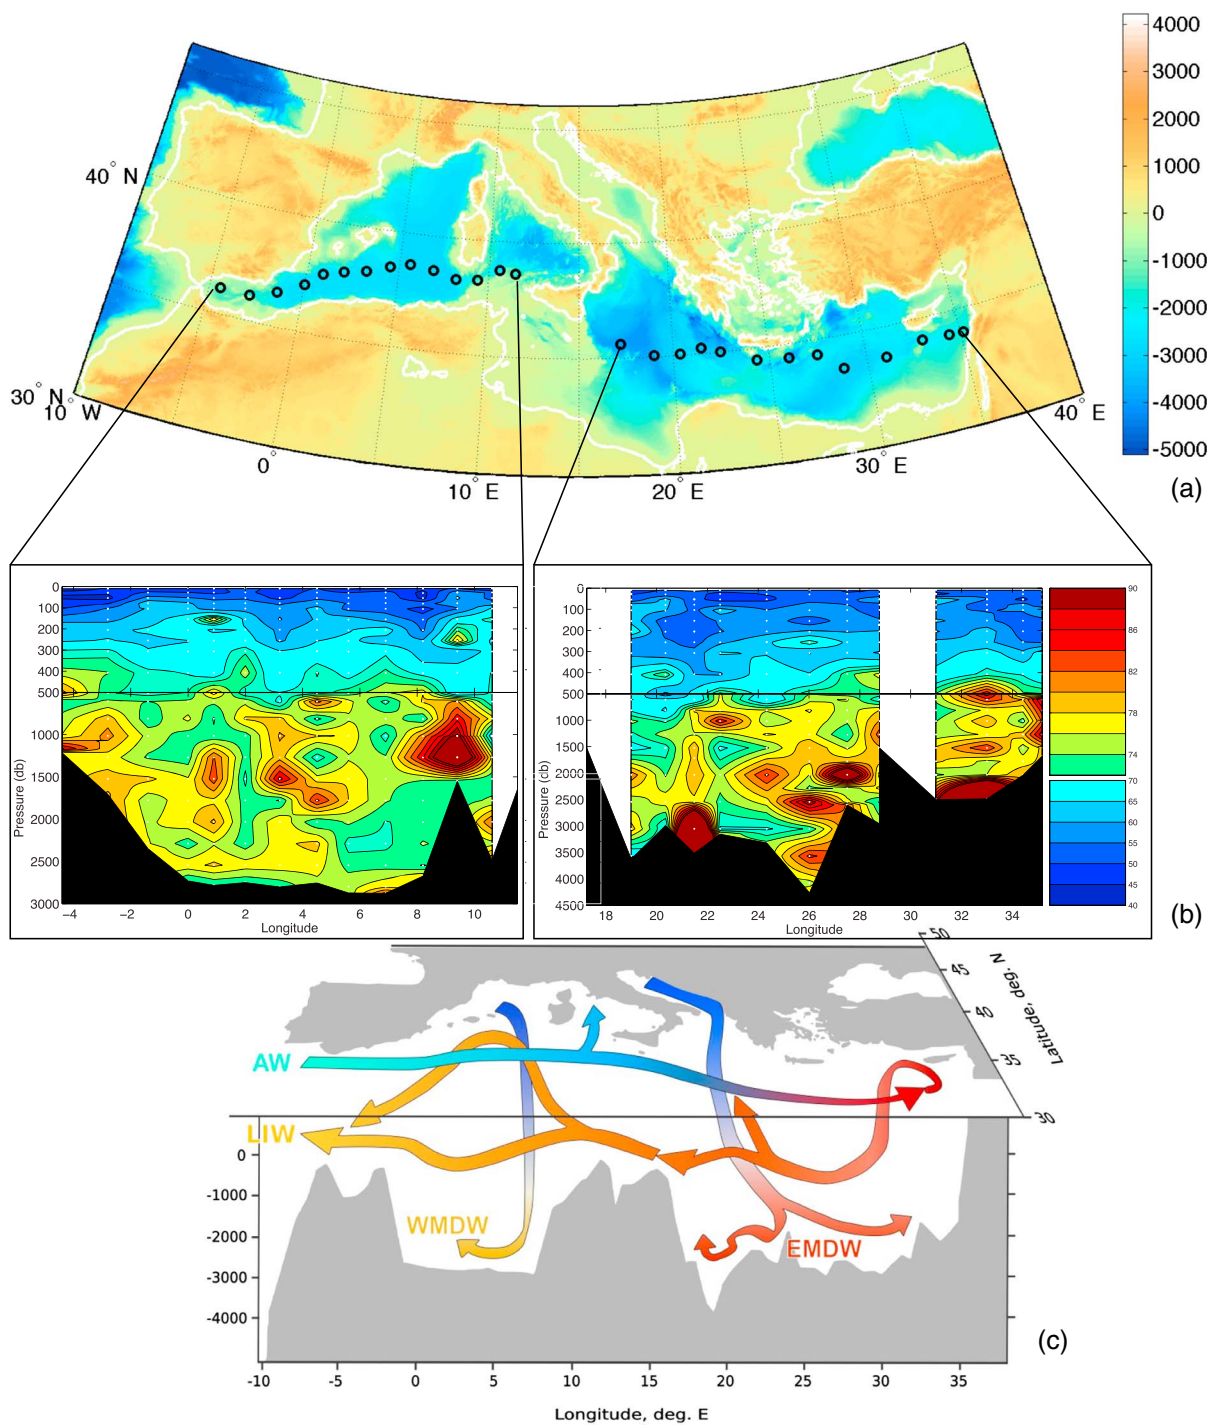 4000
3000
2000
1000
0
-1000
-2000
-3000
-4000
-5000
40° N
30° N
10° W
0°
10° E
20° E
30° E
40° E
(a)
0
100
200
300
400
500
1000
1500
2000
2500
3000
Pressure (db)
−4 −2 0 2 4 6 8 10
Longitude
0
100
200
300
400
500
1000
1500
2000
2500
3000
3500
4000
4500
Pressure (db)
18 20 22 24 26 28 30 32 34
Longitude
90
86
82
78
74
70
65
60
55
50
45
40
(b)
50
45
40
35
30
Latitude, deg. N
AW
LIW
WMDW
EMDW
0
-1000
-2000
-3000
-4000
(c)
-10 -5 0 5 10 15 20 25 30 35
Longitude, deg. E